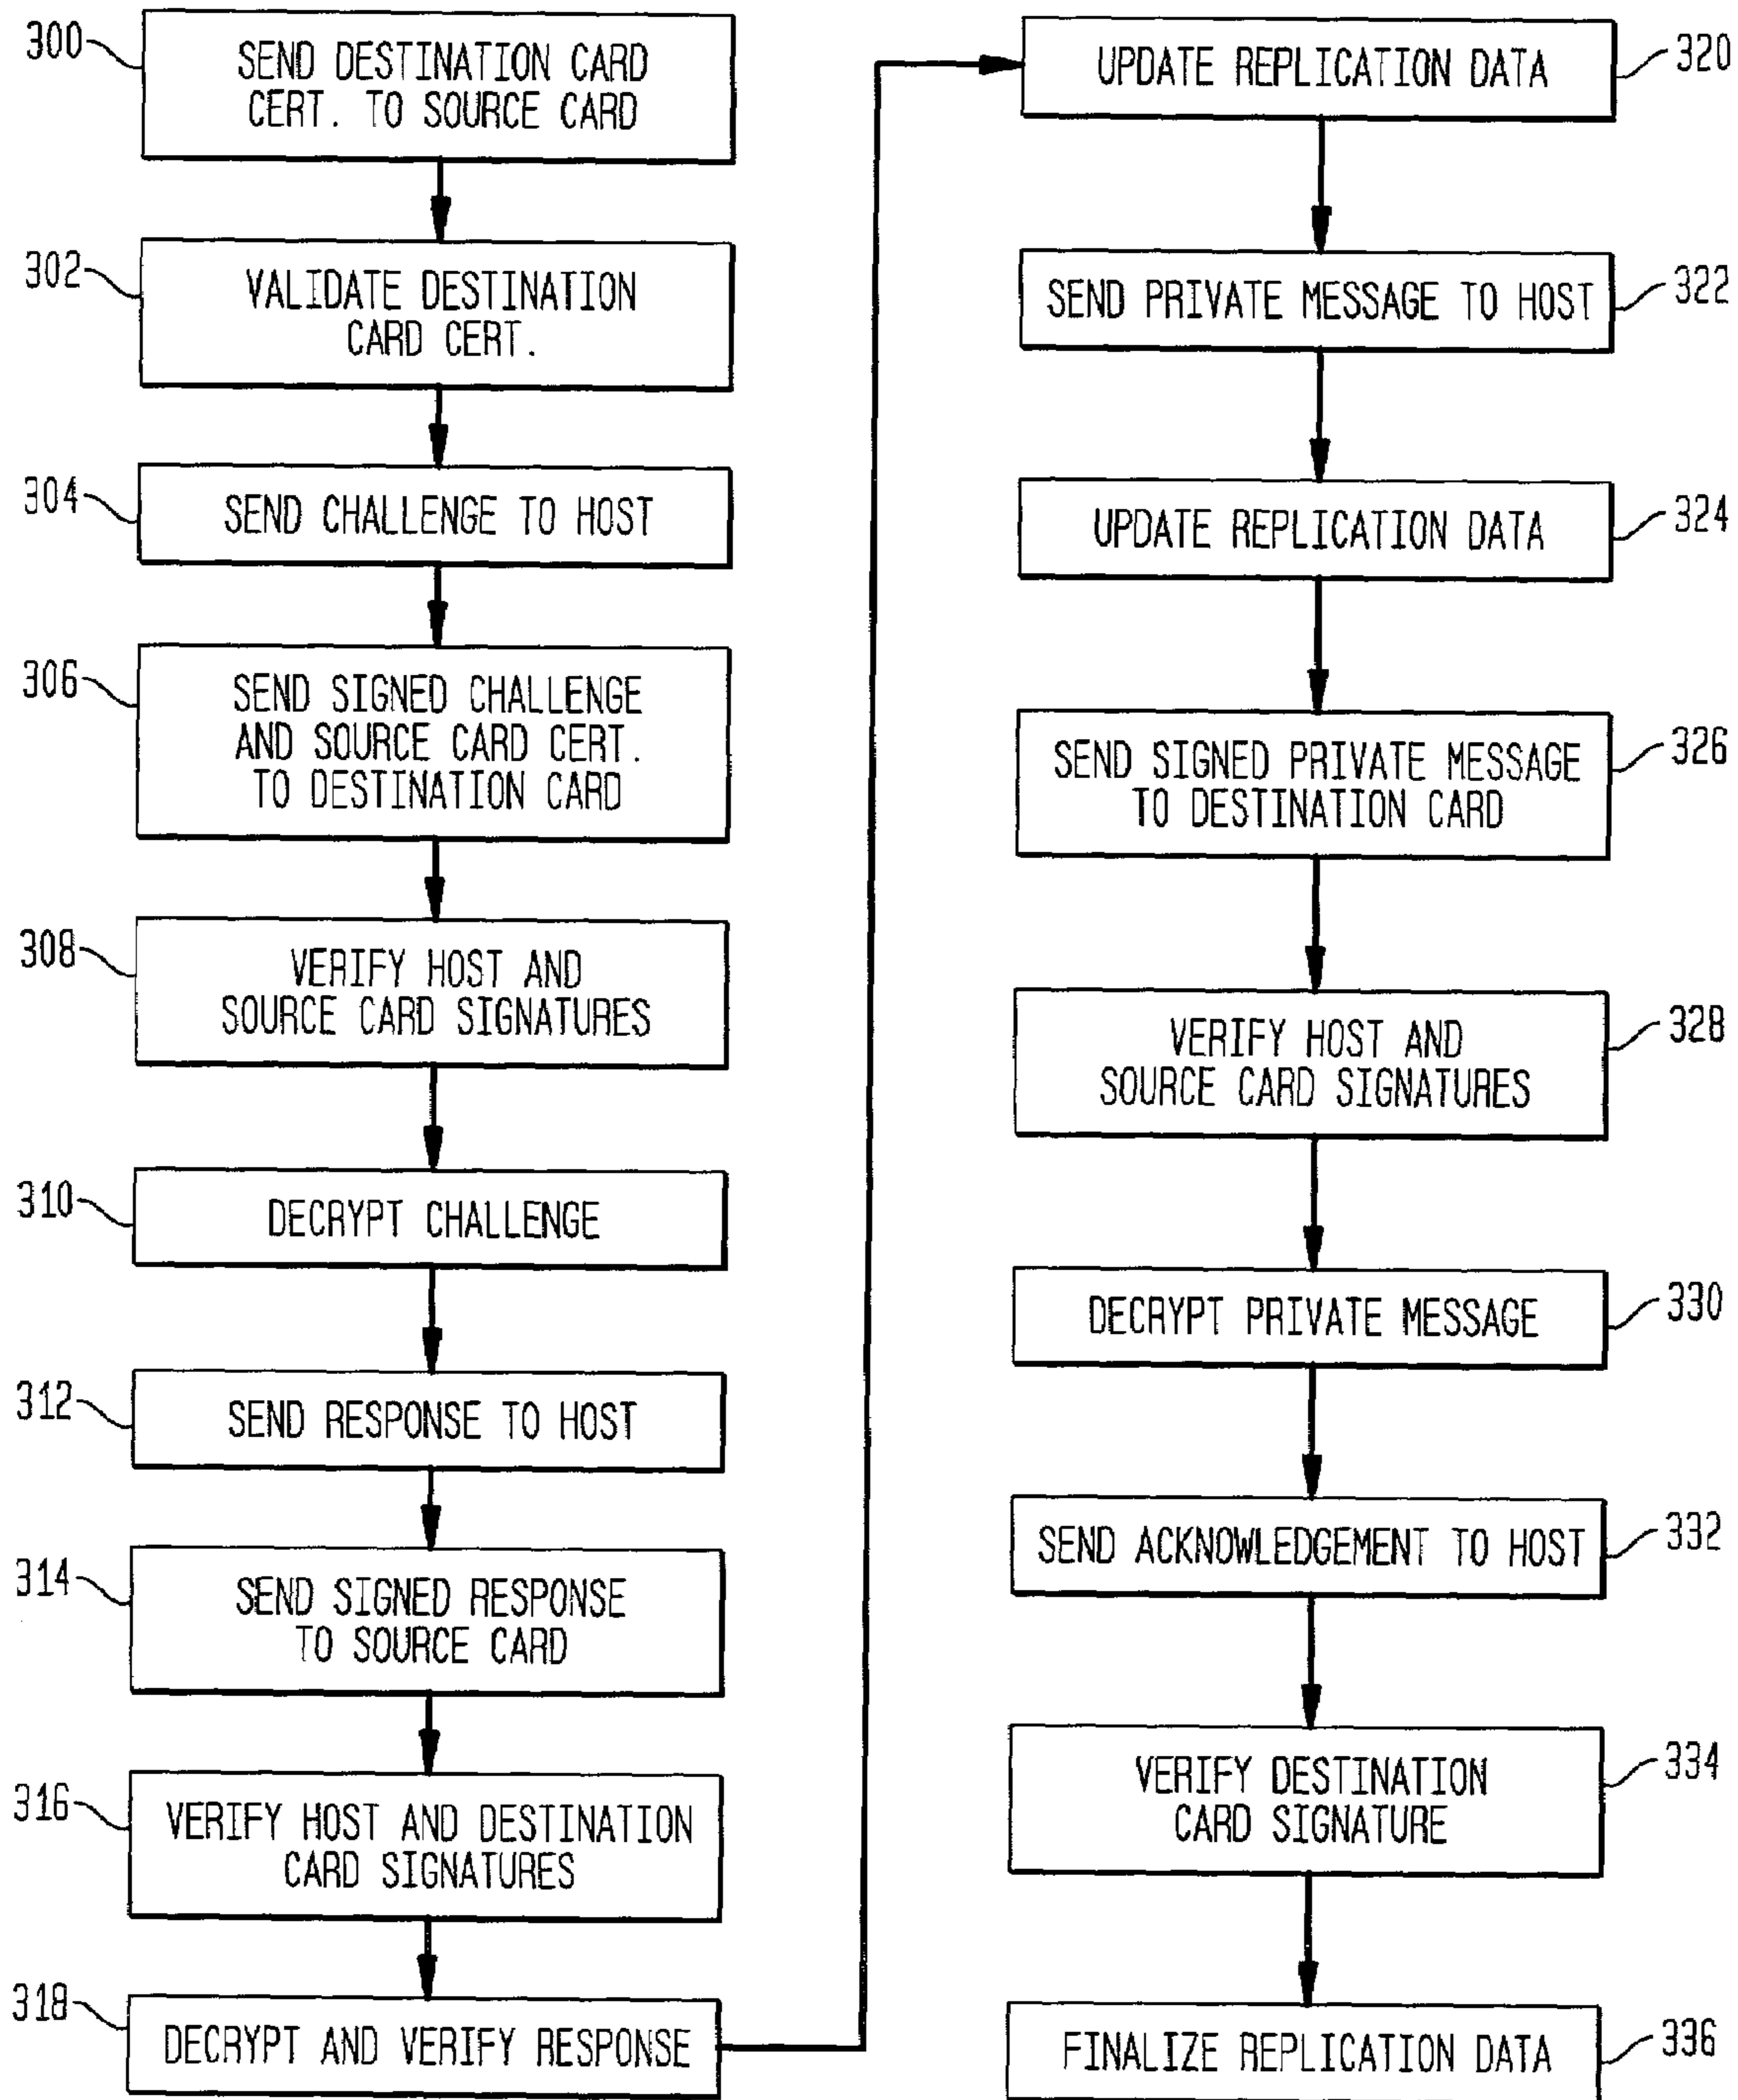 300
SEND DESTINATION CARD
CERT. TO SOURCE CARD
302
VALIDATE DESTINATION
CARD CERT.
304
SEND CHALLENGE TO HOST
306
SEND SIGNED CHALLENGE
AND SOURCE CARD CERT.
TO DESTINATION CARD
308
VERIFY HOST AND
SOURCE CARD SIGNATURES
310
DECRYPT CHALLENGE
312
SEND RESPONSE TO HOST
314
SEND SIGNED RESPONSE
TO SOURCE CARD
316
VERIFY HOST AND DESTINATION
CARD SIGNATURES
318
DECRYPT AND VERIFY RESPONSE
UPDATE REPLICATION DATA
320
SEND PRIVATE MESSAGE TO HOST
322
UPDATE REPLICATION DATA
324
SEND SIGNED PRIVATE MESSAGE
TO DESTINATION CARD
326
VERIFY HOST AND
SOURCE CARD SIGNATURES
328
DECRYPT PRIVATE MESSAGE
330
SEND ACKNOWLEDGEMENT TO HOST
332
VERIFY DESTINATION
CARD SIGNATURE
334
FINALIZE REPLICATION DATA
336